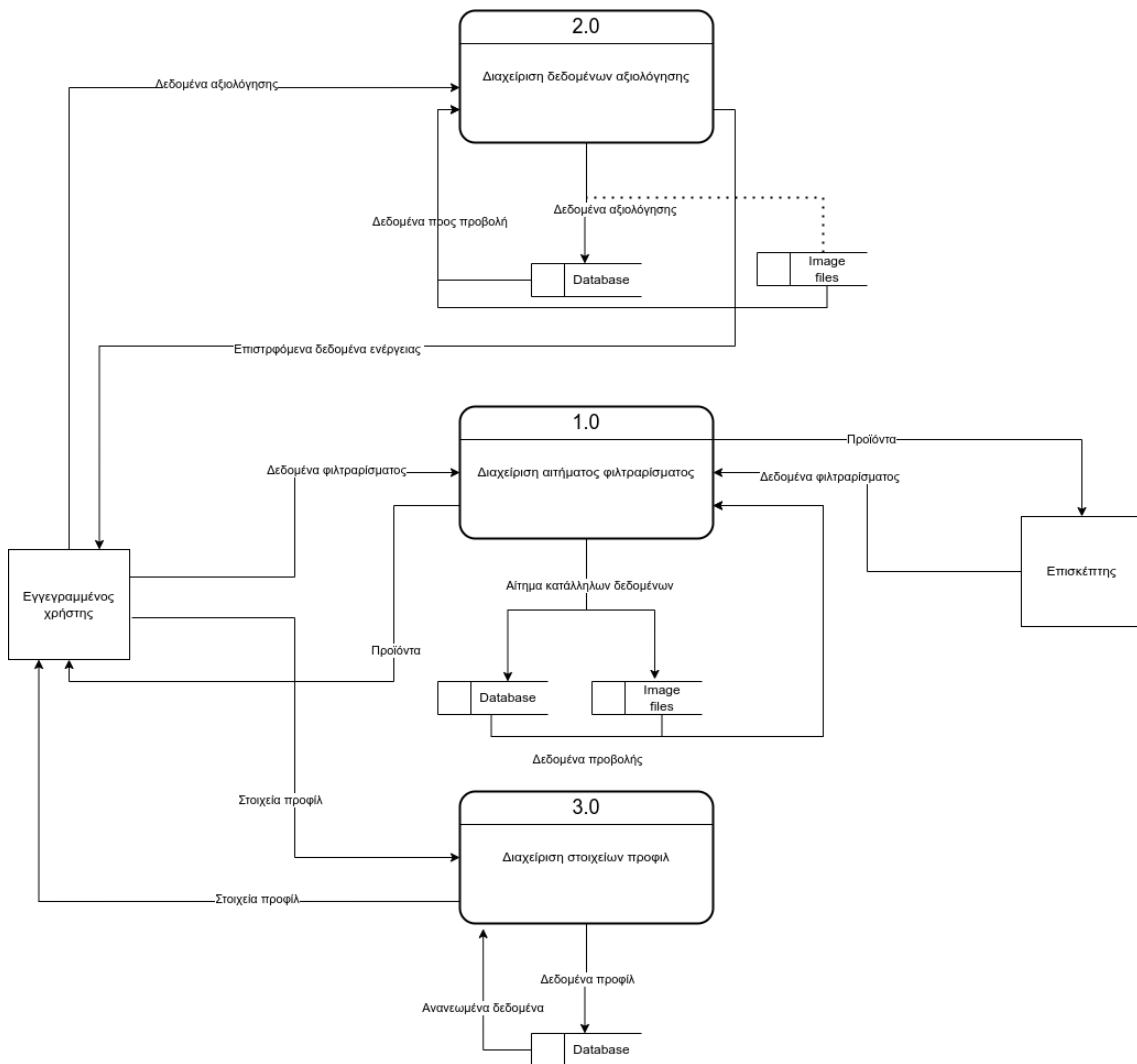 2.0
Διαχείριση δεδομένων αξιολόγησης
Δεδομένα αξιολόγησης
Δεδομένα προς προβολή
Δεδομένα αξιολόγησης
Database
Image
files
Επιστρφόμενα δεδομένα ενέργειας
1.0
Διαχείριση αιτήματος φιλτραρίσματος
Προϊόντα
Δεδομένα φιλτραρίσματος
Δεδομένα φιλτραρίσματος
Εγγεγραμμένος
χρήστης
Επισκέπτης
Αίτημα κατάλληλων δεδομένων
Προϊόντα
Database
Image
files
Δεδομένα προβολής
Στοιχεία προφίλ
3.0
Διαχείριση στοιχείων προφιλ
Στοιχεία προφίλ
Δεδομένα προφίλ
Ανανεωμένα δεδομένα
Database